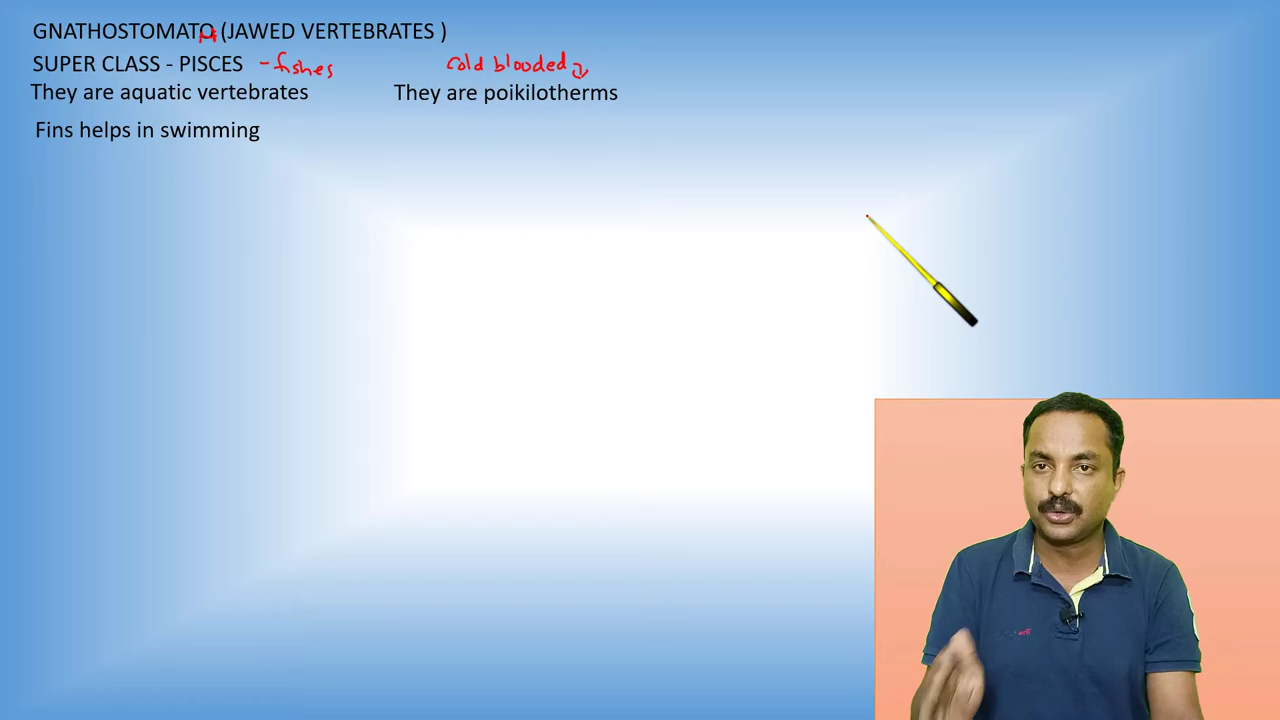 GNATHOSTOMATO (JAWED VERTEBRATES )
SUPER CLASS - PISCES - fishes cold blooded
They are aquatic vertebrates They are poikilotherms
Fins helps in swimming